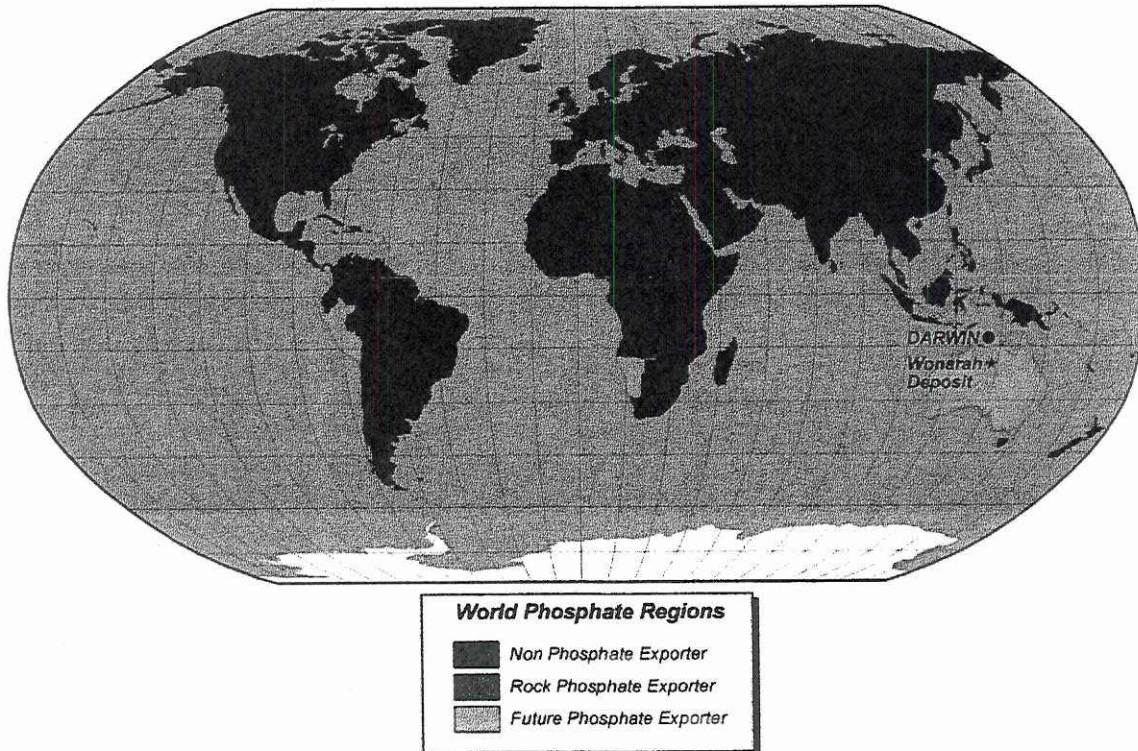 DARWIN
Wonarah
Deposit
World Phosphate Regions
Non Phosphate Exporter
Rock Phosphate Exporter
Future Phosphate Exporter